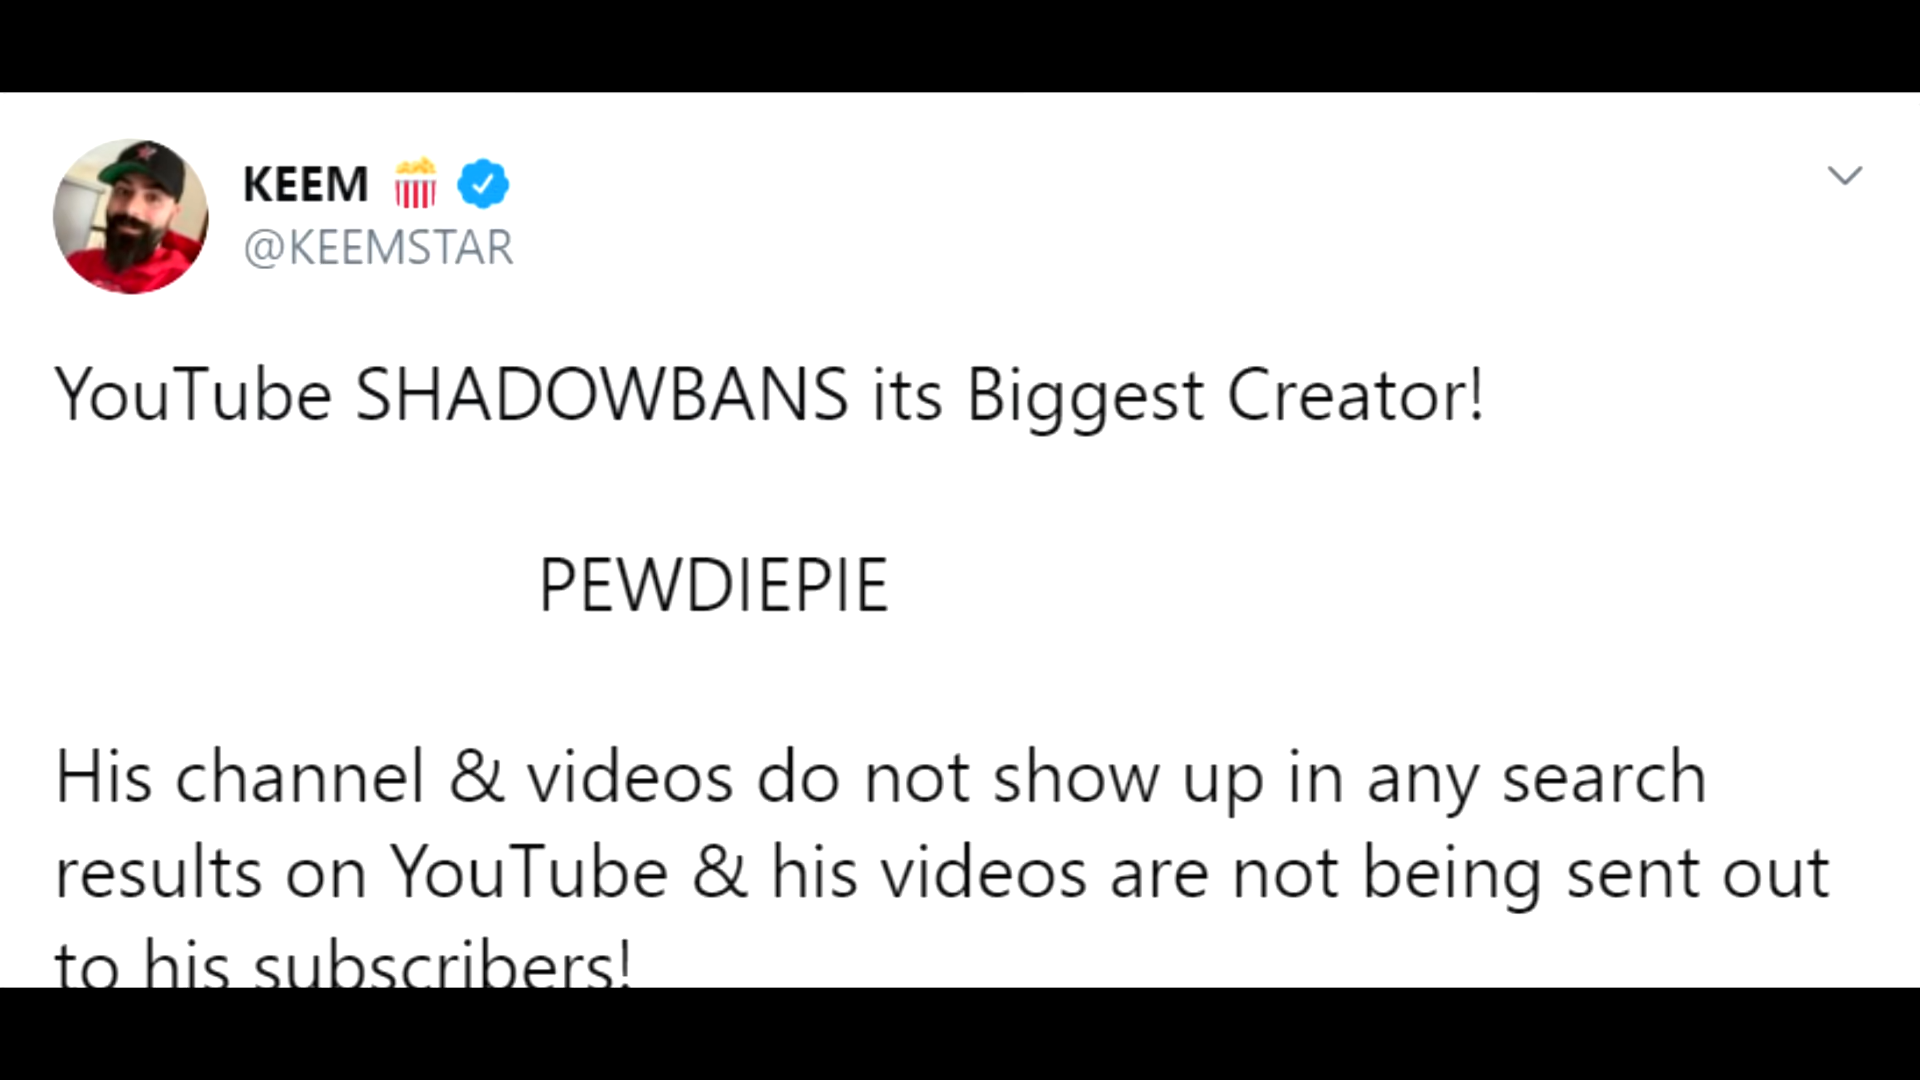 KEEM
@KEEMSTAR
YouTube SHADOWBANS its Biggest Creator!
PEWDIEPIE
His channel & videos do not show up in any search
results on YouTube & his videos are not being sent out
to his subscribers!